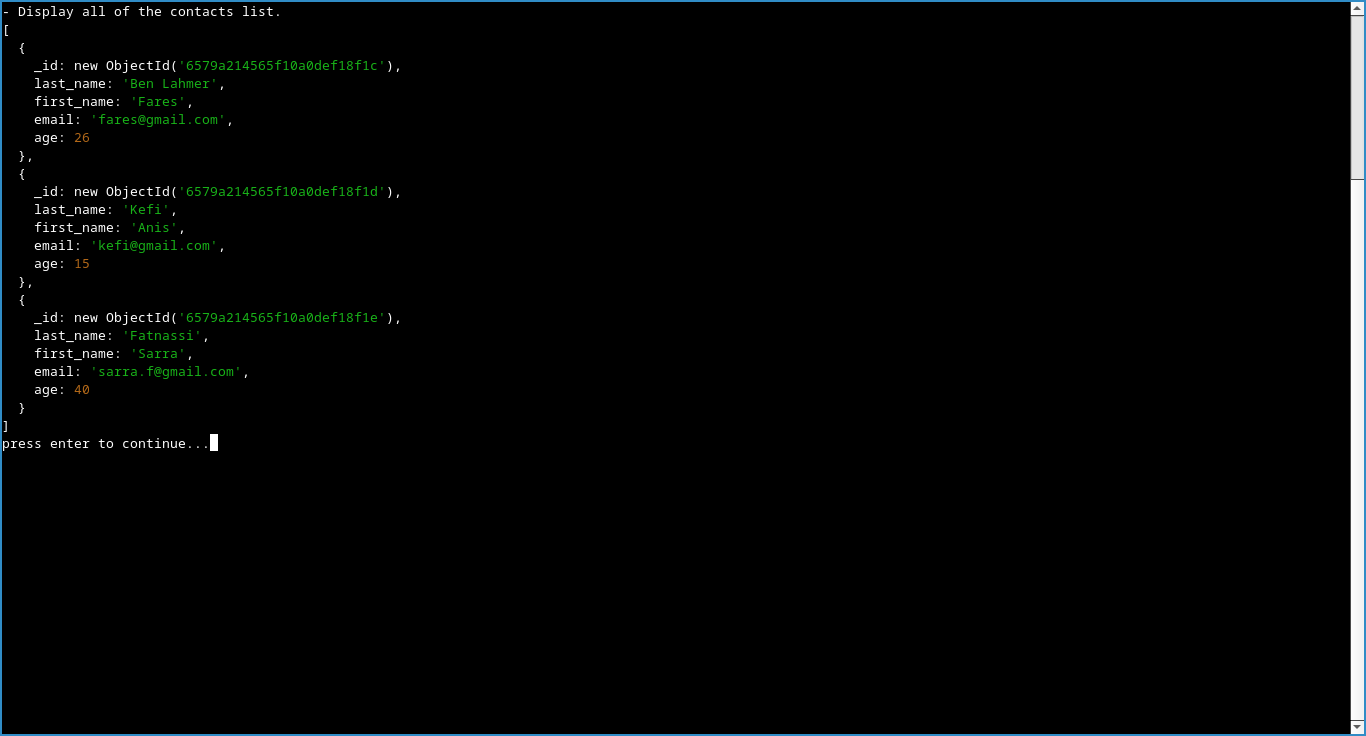 - Display all of the contacts list.
[
  {
    _id: new ObjectId('6579a214565f10a0def18f1c'),
    last_name: 'Ben Lahmer',
    first_name: 'Fares',
    email: 'fares@gmail.com',
    age: 26
  },
  {
    _id: new ObjectId('6579a214565f10a0def18f1d'),
    last_name: 'Kefi',
    first_name: 'Anis',
    email: 'kefi@gmail.com',
    age: 15
  },
  {
    _id: new ObjectId('6579a214565f10a0def18f1e'),
    last_name: 'Fatnassi',
    first_name: 'Sarra',
    email: 'sarra.f@gmail.com',
    age: 40
  }
]
press enter to continue...